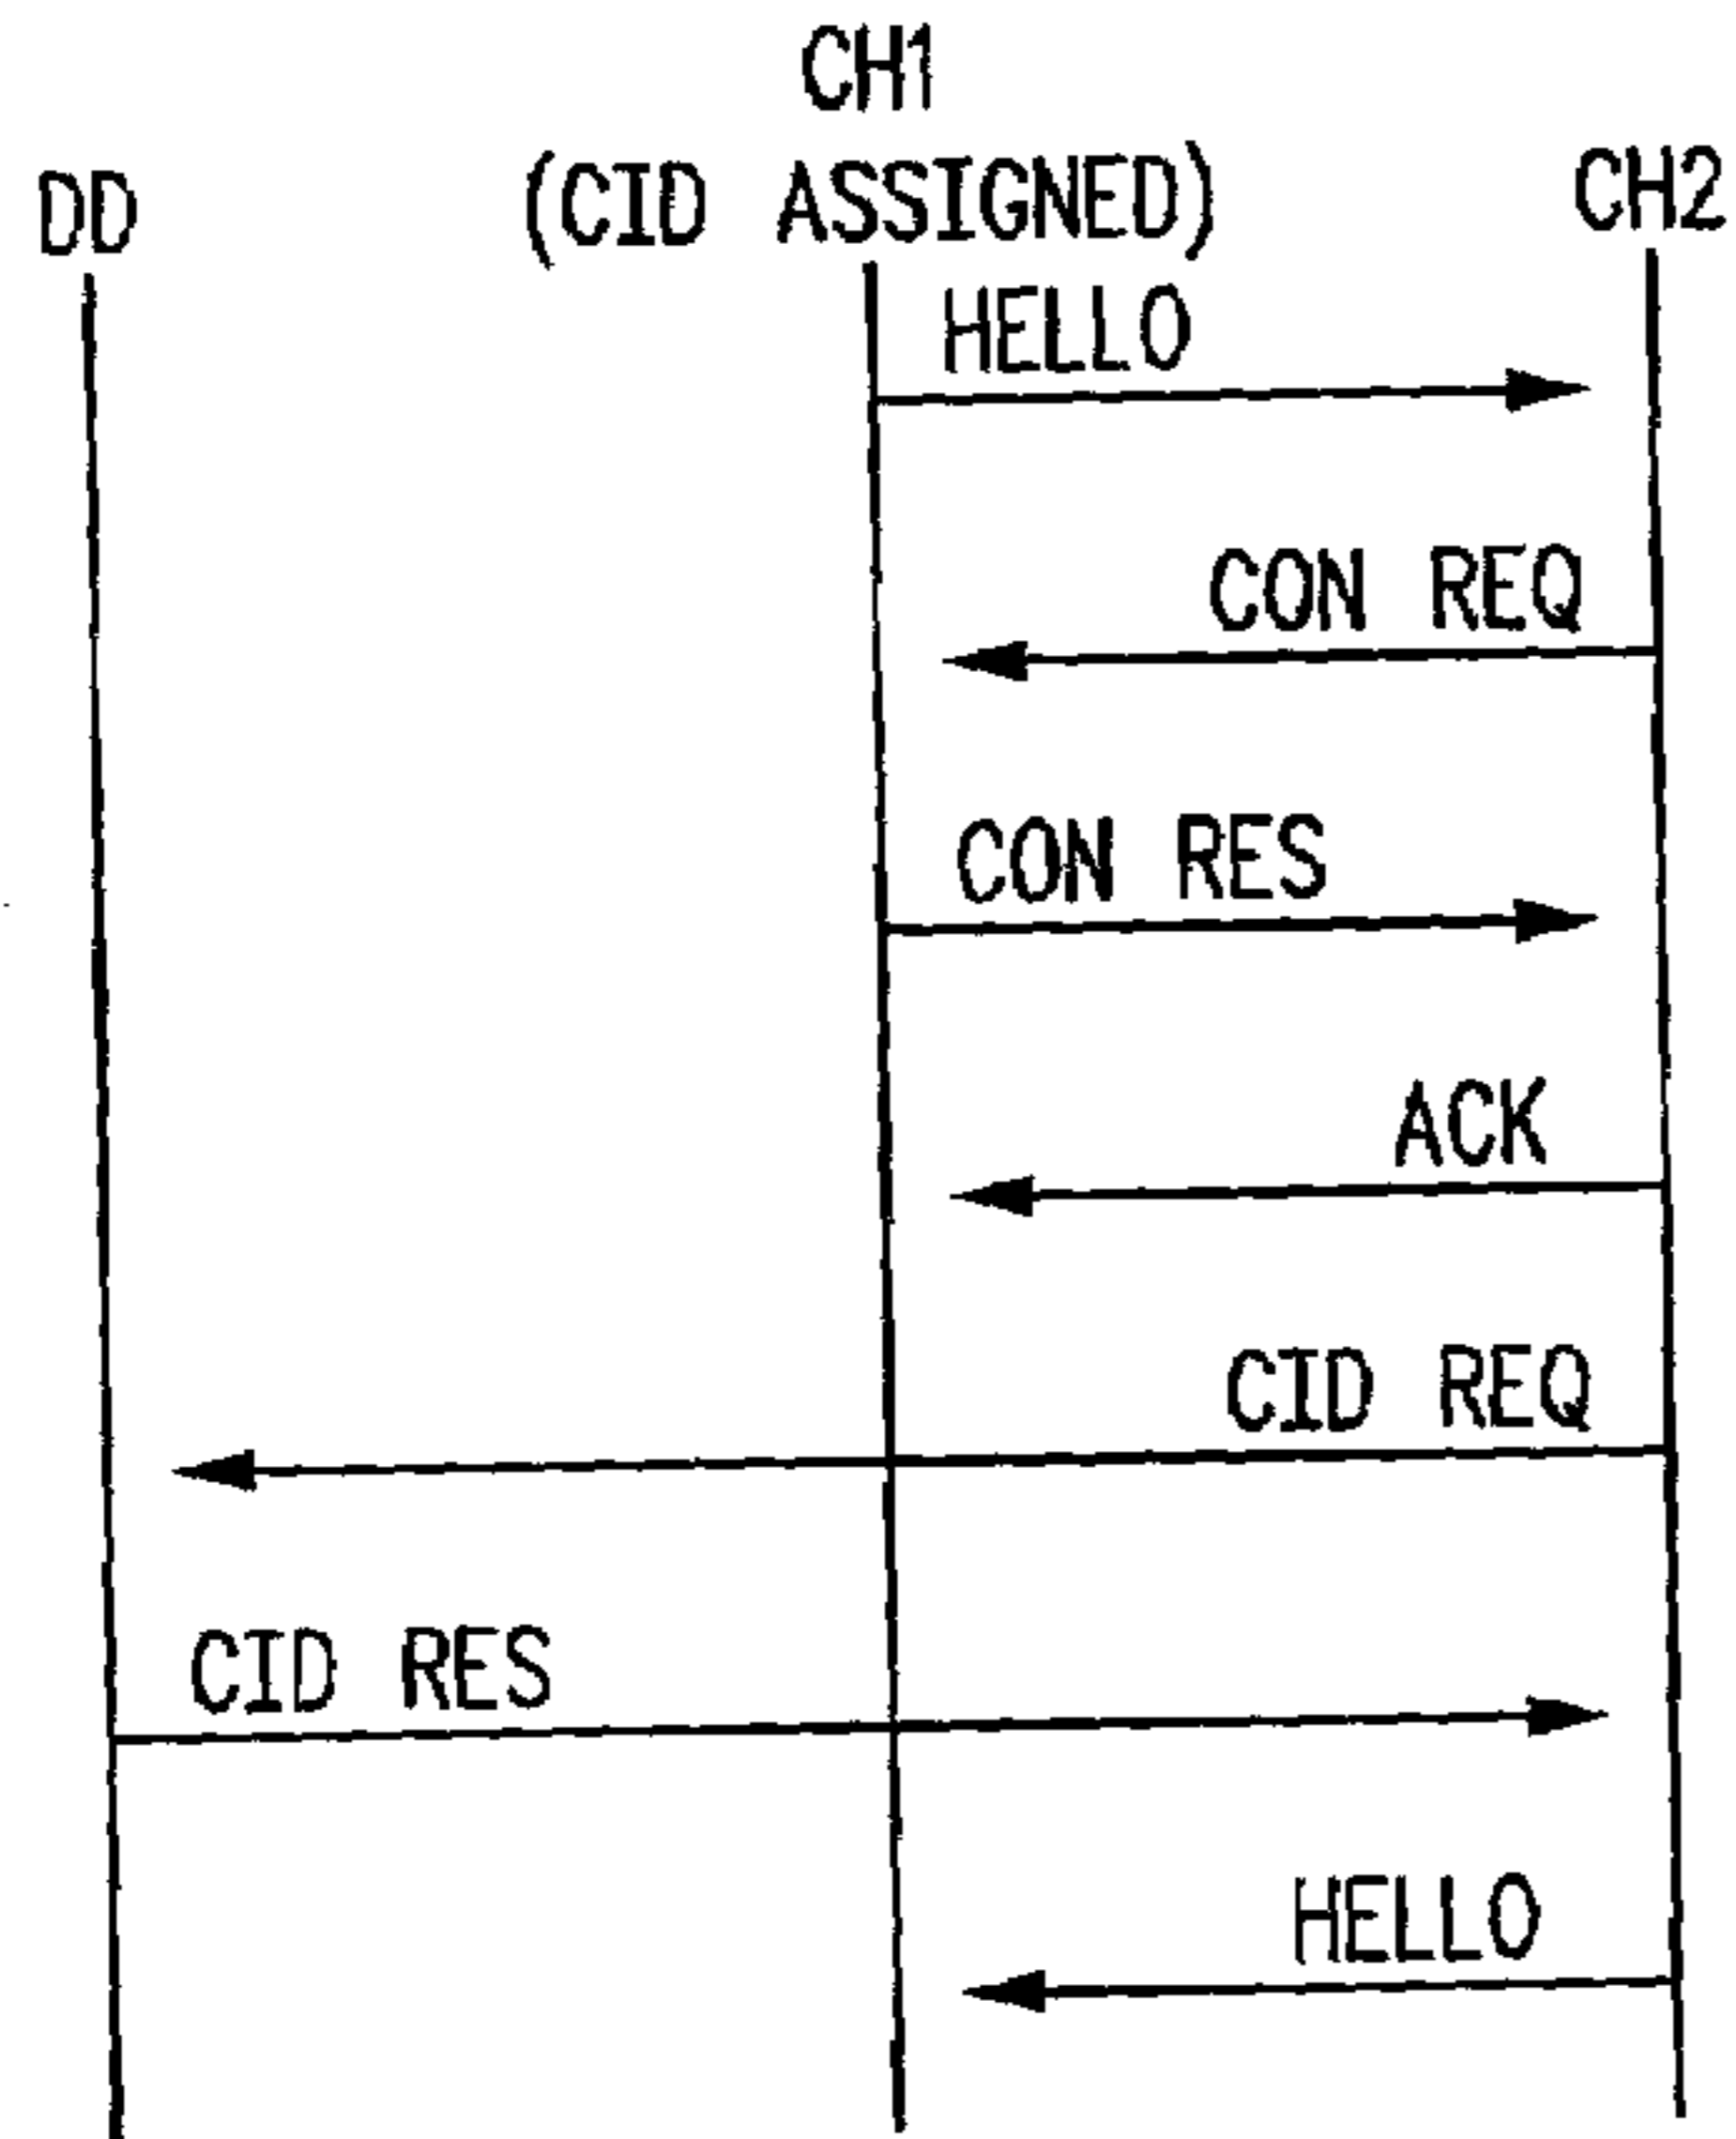 CH1
DD
(CID ASSIGNED)
CH2
HELLO
CON REQ
CON RES
ACK
CID REQ
CID RES
HELLO